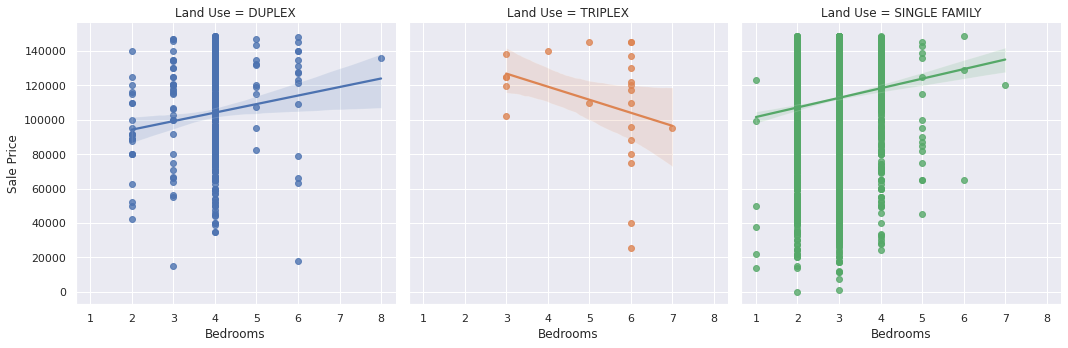 Land Use = DUPLEX
Land Use = TRIPLEX
Land Use = SINGLE FAMILY
Sale Price
140000
120000
100000
80000
60000
40000
20000
0
1 2 3 4 5 6 7 8
1 2 3 4 5 6 7 8
1 2 3 4 5 6 7 8
Bedrooms
Bedrooms
Bedrooms